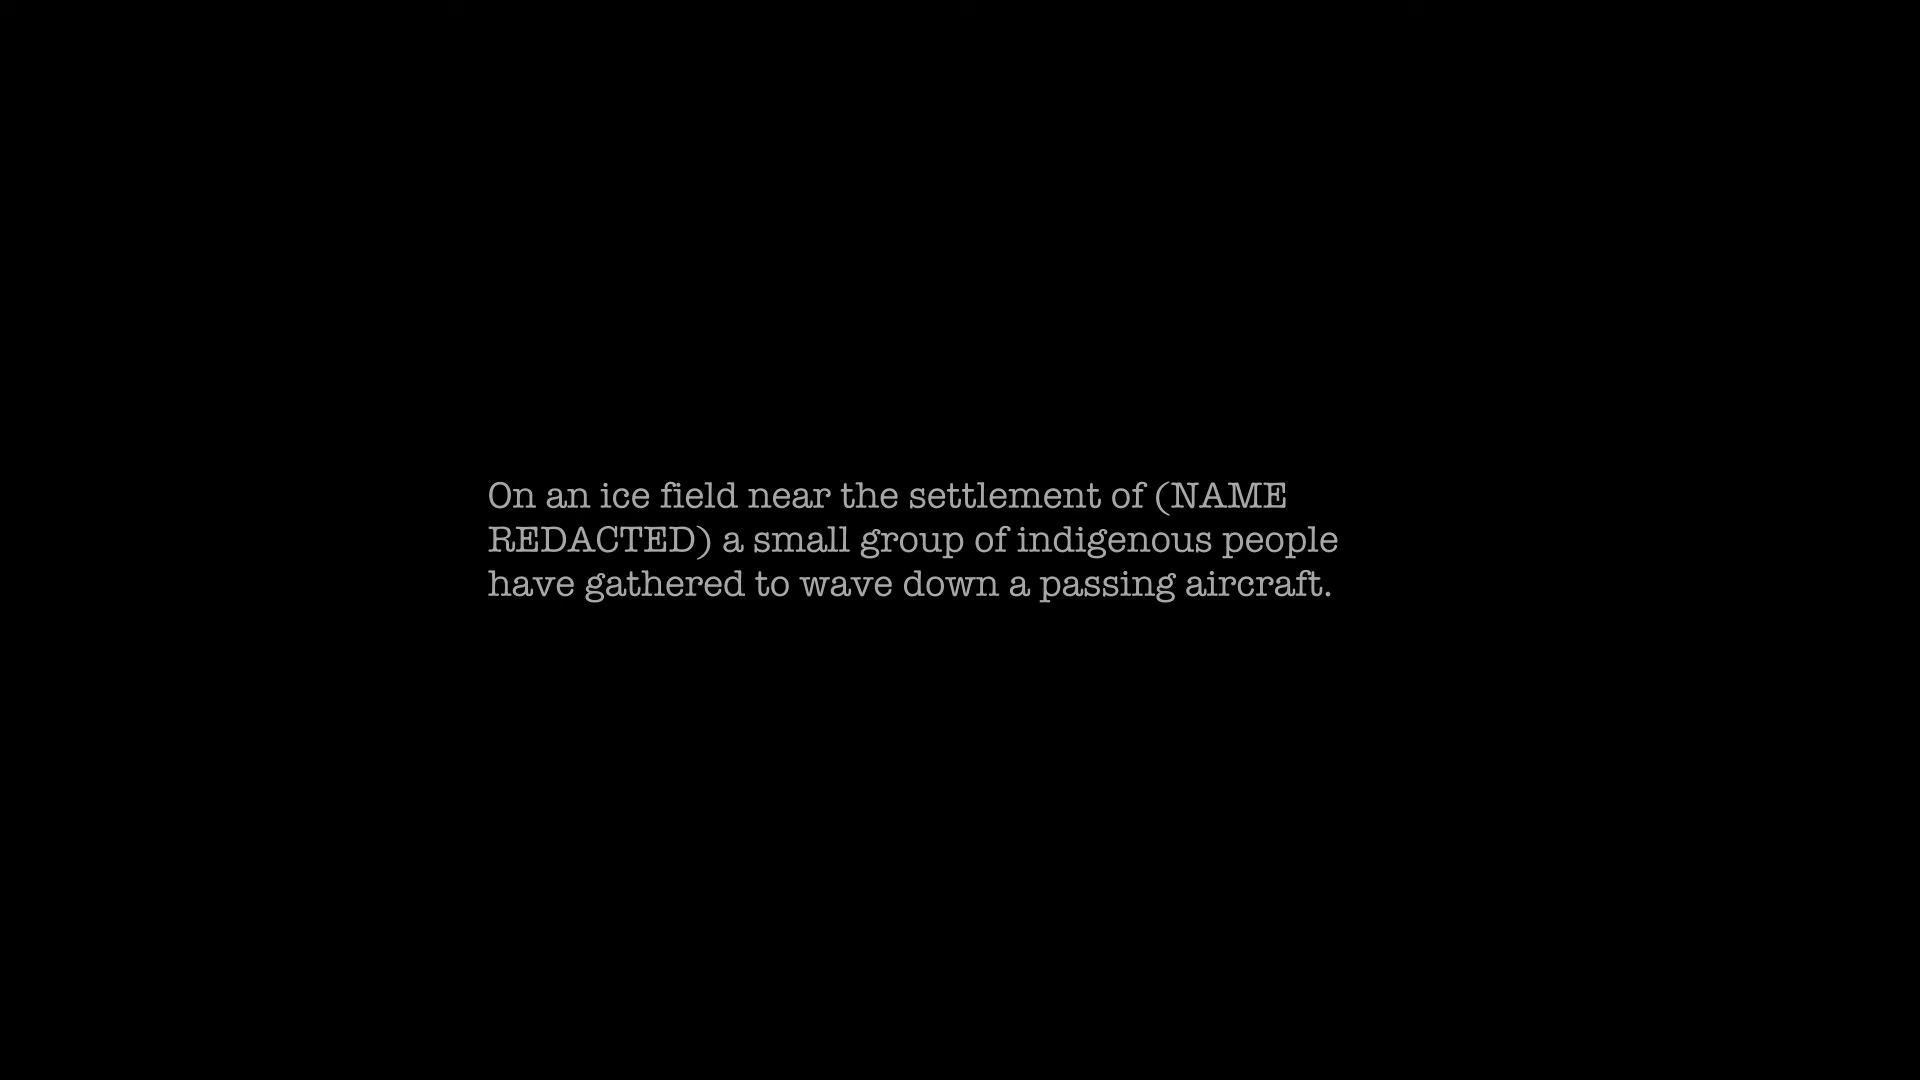 On an ice field near the settlement of (NAME
REDACTED) a small group of indigenous people
have gathered to wave down a passing aircraft.